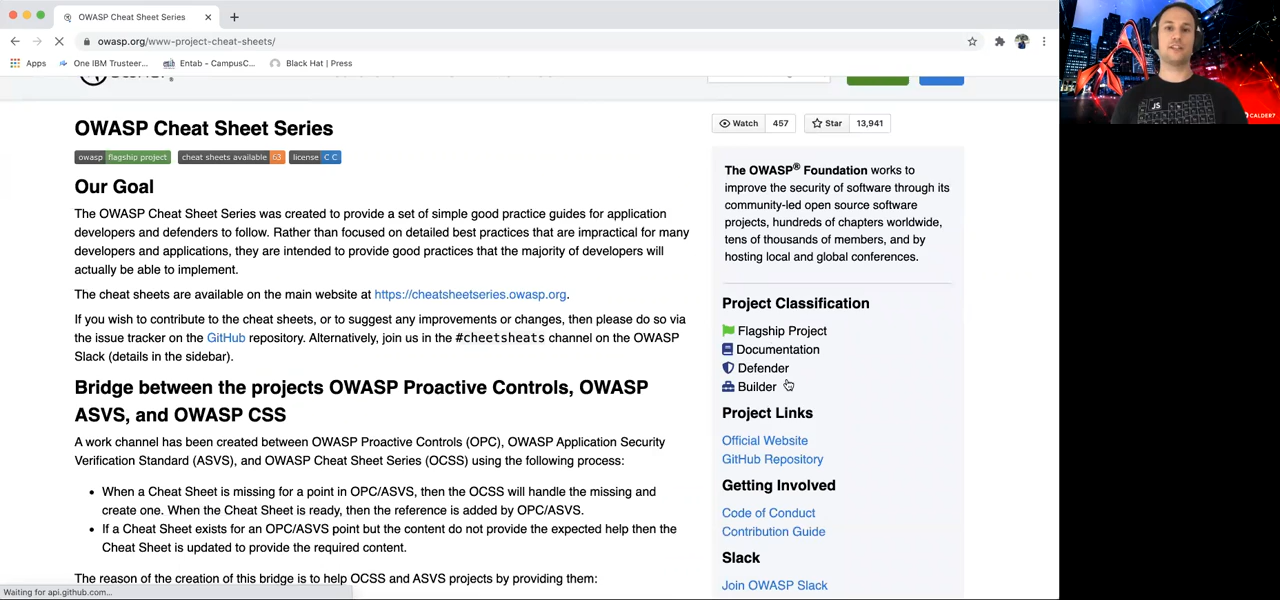 OWASP Cheat Sheet Series
owasp.org/www-project-cheat-sheets/
Apps
One IBM Trusteer...
Entab - CampusC...
Black Hat | Press
OWASP Cheat Sheet Series
Watch 457
Star 13,941
owasp flagship project
cheat sheets available 63
license C C
Our Goal
The OWASP Cheat Sheet Series was created to provide a set of simple good practice guides for application
developers and defenders to follow. Rather than focused on detailed best practices that are impractical for many
developers and applications, they are intended to provide good practices that the majority of developers will
actually be able to implement.
The cheat sheets are available on the main website at https://cheatsheetseries.owasp.org.
If you wish to contribute to the cheat sheets, or to suggest any improvements or changes, then please do so via
the issue tracker on the GitHub repository. Alternatively, join us in the #cheetsheats channel on the OWASP
Slack (details in the sidebar).
Bridge between the projects OWASP Proactive Controls, OWASP
ASVS, and OWASP CSS
A work channel has been created between OWASP Proactive Controls (OPC), OWASP Application Security
Verification Standard (ASVS), and OWASP Cheat Sheet Series (OCSS) using the following process:
• When a Cheat Sheet is missing for a point in OPC/ASVS, then the OCSS will handle the missing and
create one. When the Cheat Sheet is ready, then the reference is added by OPC/ASVS.
• If a Cheat Sheet exists for an OPC/ASVS point but the content do not provide the expected help then the
Cheat Sheet is updated to provide the required content.
The reason of the creation of this bridge is to help OCSS and ASVS projects by providing them:
The OWASP® Foundation works to
improve the security of software through its
community-led open source software
projects, hundreds of chapters worldwide,
tens of thousands of members, and by
hosting local and global conferences.
Project Classification
Flagship Project
Documentation
Defender
Builder
Project Links
Official Website
GitHub Repository
Getting Involved
Code of Conduct
Contribution Guide
Slack
Join OWASP Slack
Waiting for api.github.com...
JS